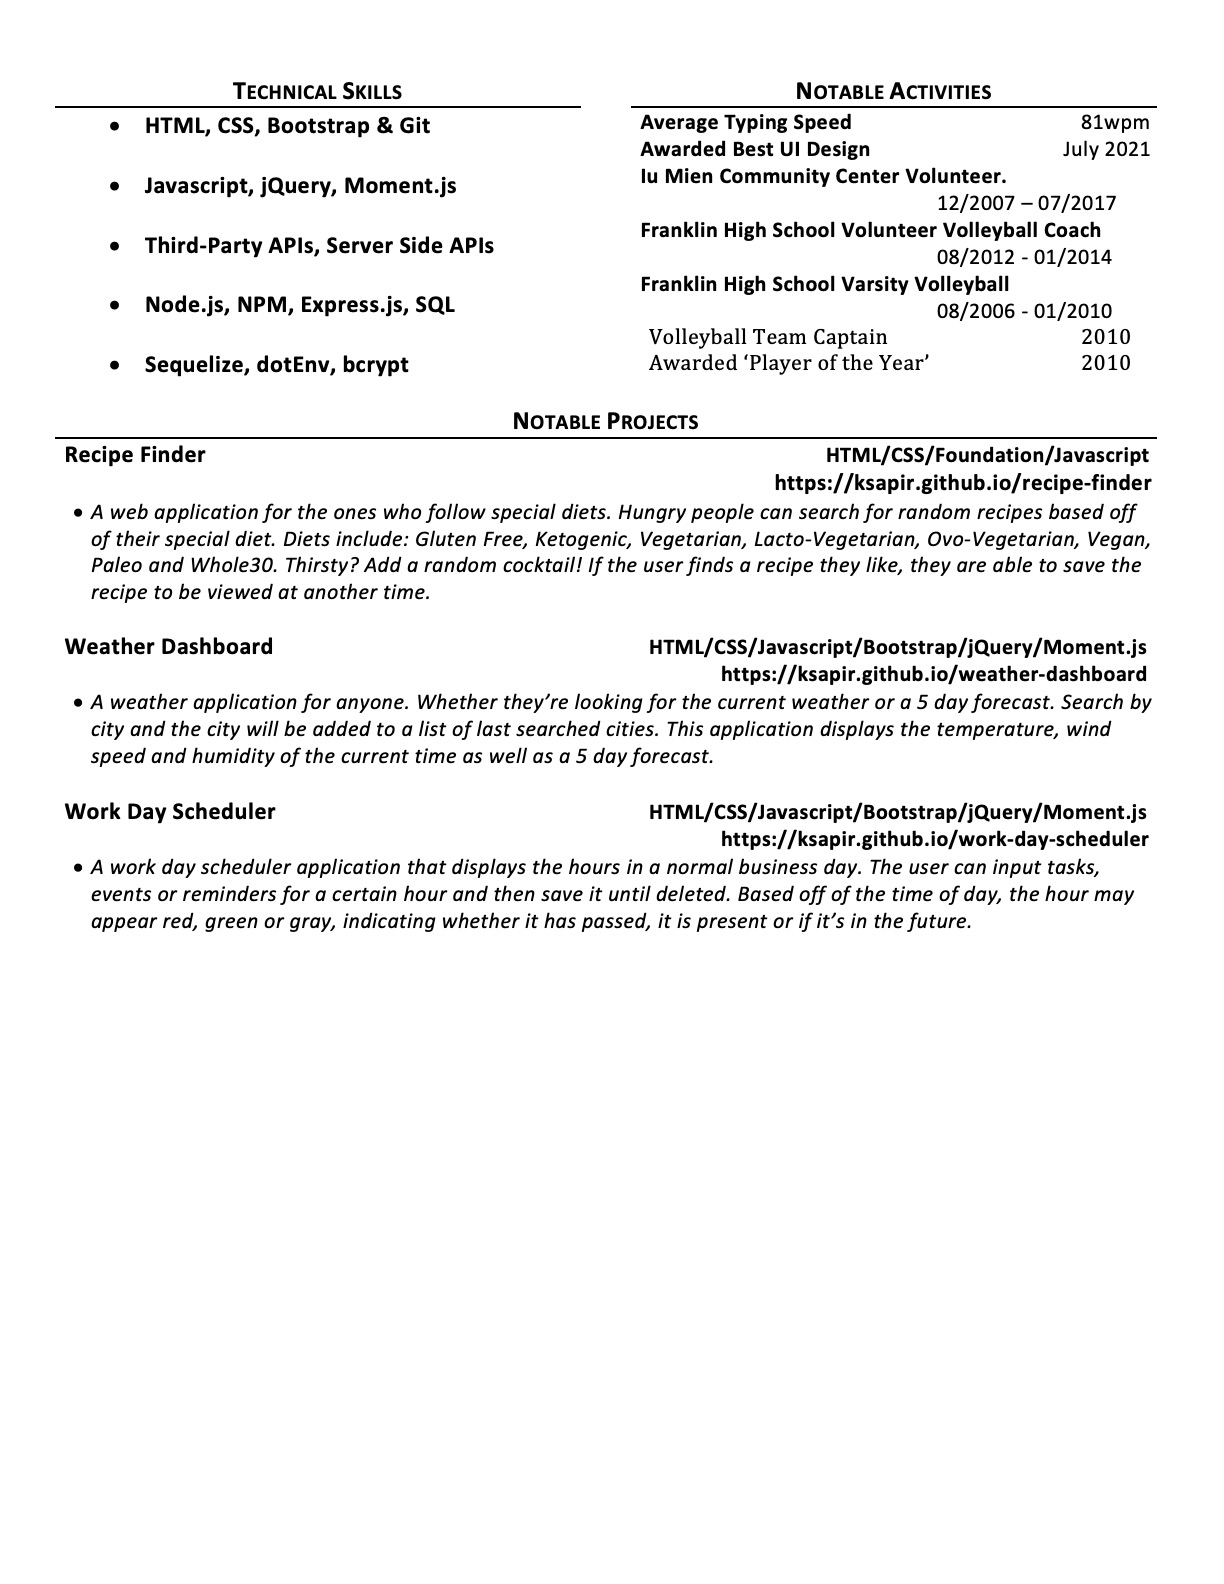 TECHNICAL SKILLS
• HTML, CSS, Bootstrap & Git
• Javascript, jQuery, Moment.js
• Third-Party APIs, Server Side APIs
• Node.js, NPM, Express.js, SQL
• Sequelize, dotEnv, bcrypt
NOTABLE ACTIVITIES
Average Typing Speed 81wpm
Awarded Best UI Design July 2021
Iu Mien Community Center Volunteer.
12/2007 – 07/2017
Franklin High School Volunteer Volleyball Coach
08/2012 - 01/2014
Franklin High School Varsity Volleyball
08/2006 - 01/2010
Volleyball Team Captain 2010
Awarded ‘Player of the Year’ 2010
NOTABLE PROJECTS
Recipe Finder HTML/CSS/Foundation/Javascript
https://ksapir.github.io/recipe-finder
• A web application for the ones who follow special diets. Hungry people can search for random recipes based off
of their special diet. Diets include: Gluten Free, Ketogenic, Vegetarian, Lacto-Vegetarian, Ovo-Vegetarian, Vegan,
Paleo and Whole30. Thirsty? Add a random cocktail! If the user finds a recipe they like, they are able to save the
recipe to be viewed at another time.
Weather Dashboard HTML/CSS/Javascript/Bootstrap/jQuery/Moment.js
https://ksapir.github.io/weather-dashboard
• A weather application for anyone. Whether they’re looking for the current weather or a 5 day forecast. Search by
city and the city will be added to a list of last searched cities. This application displays the temperature, wind
speed and humidity of the current time as well as a 5 day forecast.
Work Day Scheduler HTML/CSS/Javascript/Bootstrap/jQuery/Moment.js
https://ksapir.github.io/work-day-scheduler
• A work day scheduler application that displays the hours in a normal business day. The user can input tasks,
events or reminders for a certain hour and then save it until deleted. Based off of the time of day, the hour may
appear red, green or gray, indicating whether it has passed, it is present or if it’s in the future.